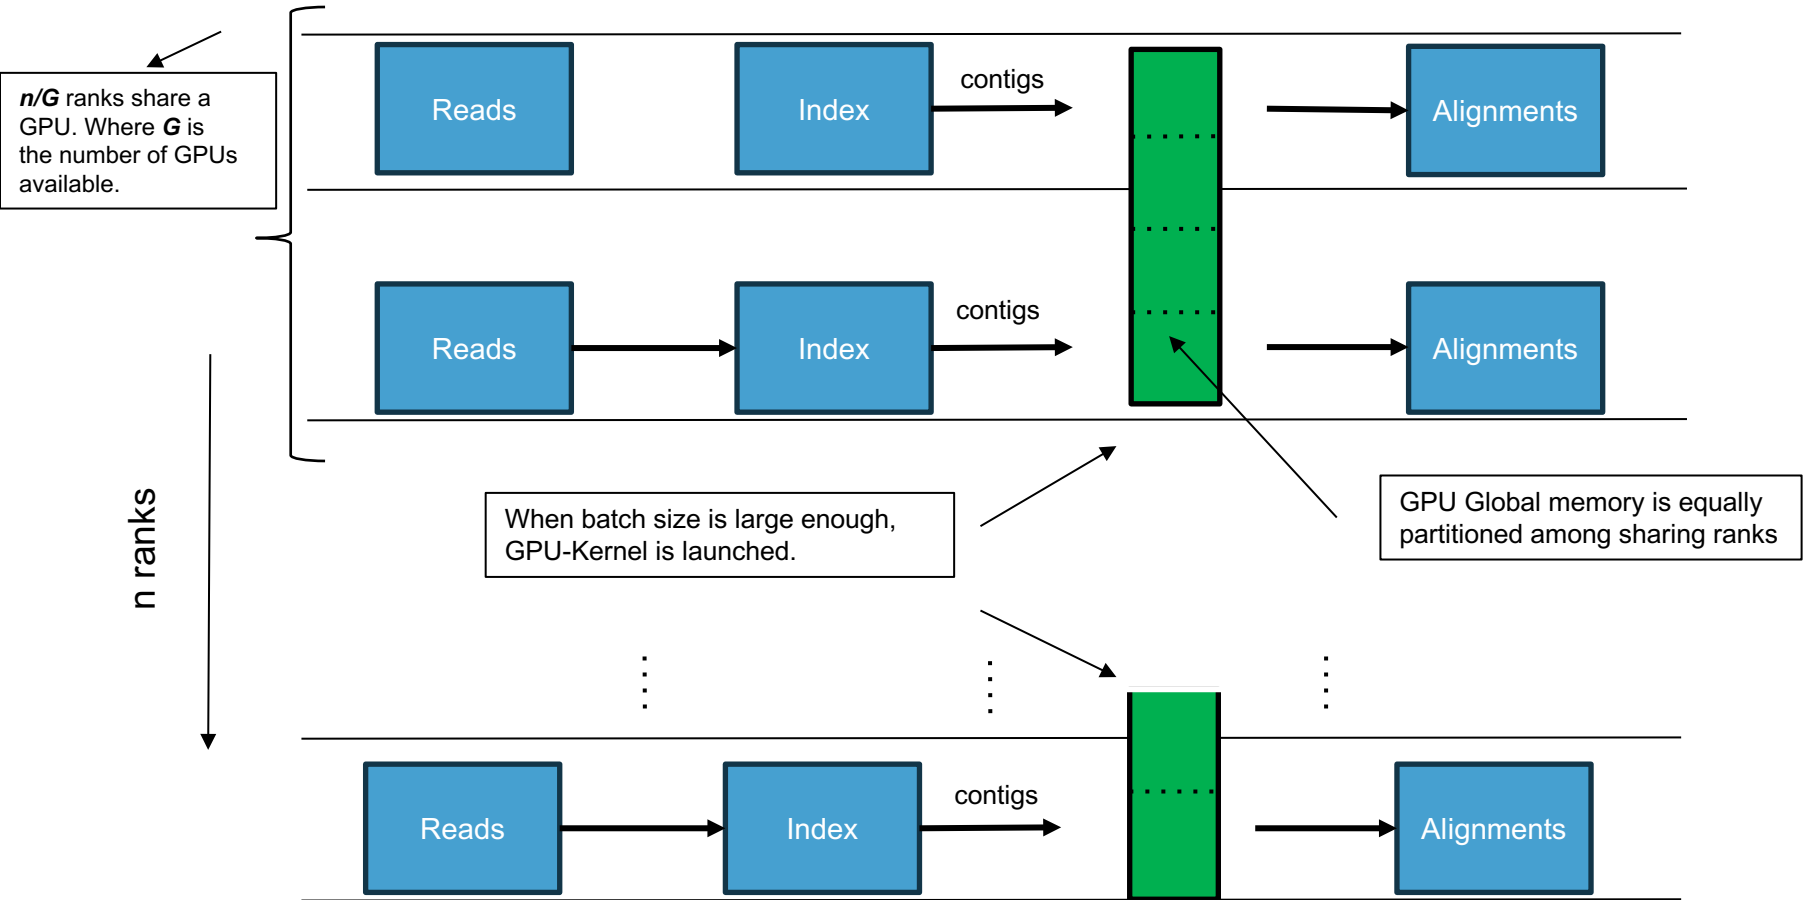 n/G ranks share a
GPU. Where G is
the number of GPUs
available.
Reads
Index
contigs
Alignments
Reads
Index
contigs
Alignments
n ranks
When batch size is large enough,
GPU-Kernel is launched.
GPU Global memory is equally
partitioned among sharing ranks
Reads
Index
contigs
Alignments